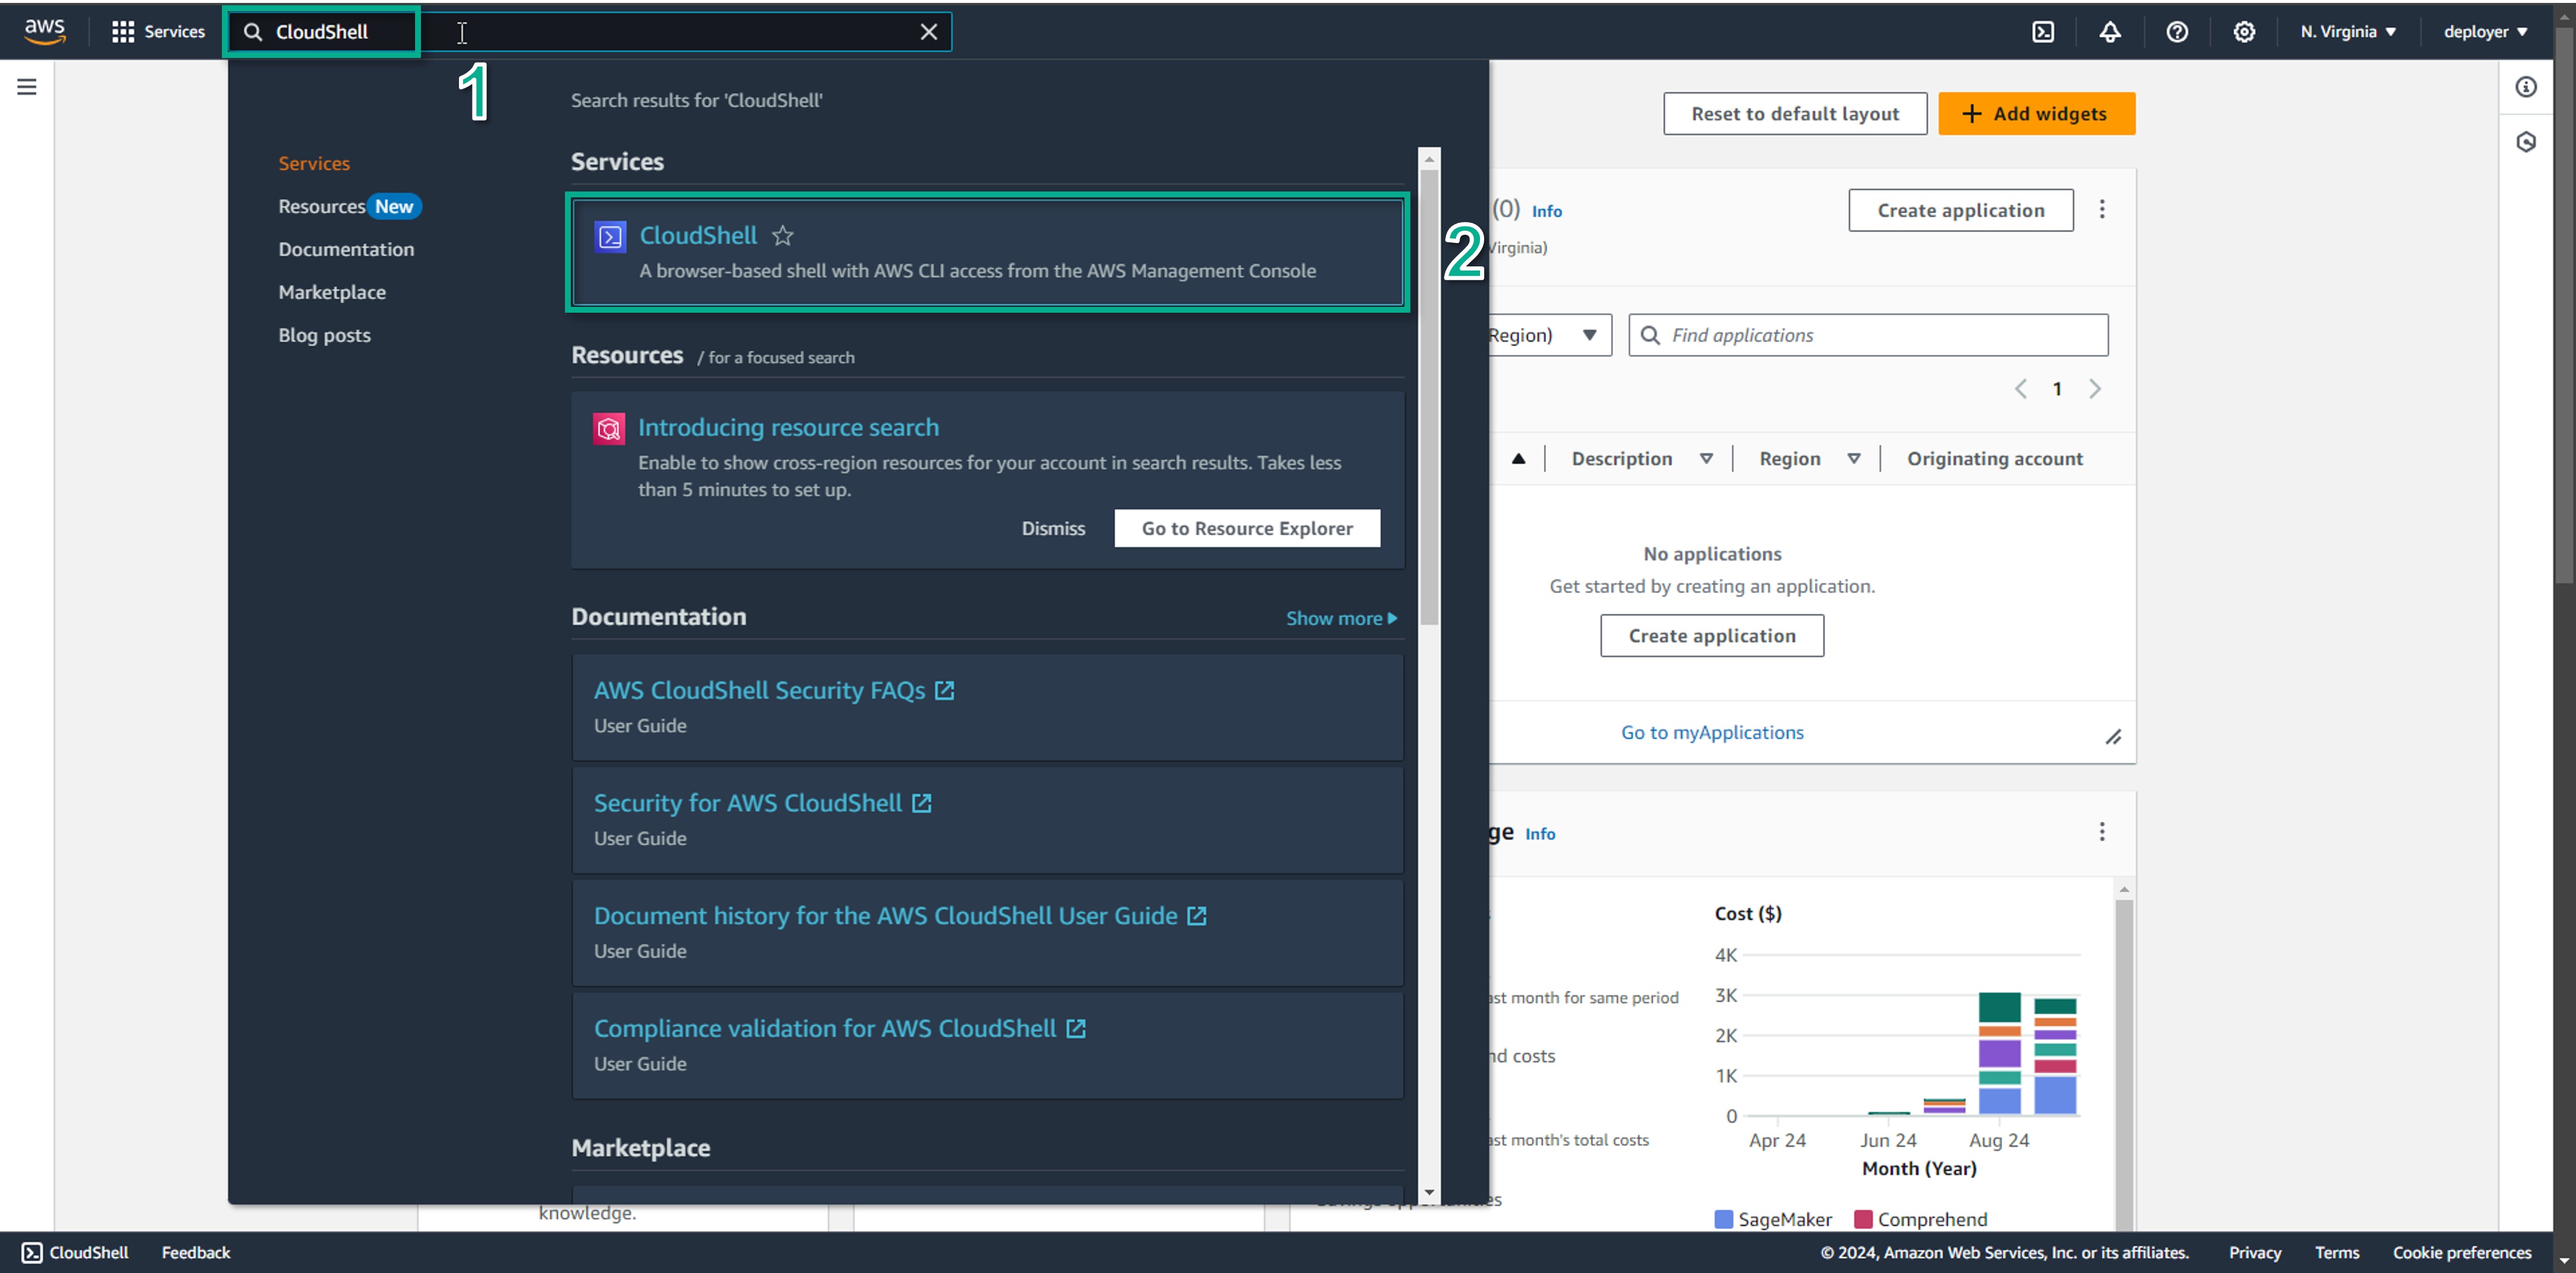 aws
Services
CloudShell
N. Virginia
deployer
1
Search results for 'CloudShell'
Services
Resources New
Documentation
Marketplace
Blog posts
Services
CloudShell
A browser-based shell with AWS CLI access from the AWS Management Console
2
Resources / for a focused search
Introducing resource search
Enable to show cross-region resources for your account in search results. Takes less
than 5 minutes to set up.
Dismiss
Go to Resource Explorer
Documentation
Show more
AWS CloudShell Security FAQs
User Guide
Security for AWS CloudShell
User Guide
Document history for the AWS CloudShell User Guide
User Guide
Compliance validation for AWS CloudShell
User Guide
Marketplace
Reset to default layout
+ Add widgets
(0) Info
Virginia)
Create application
Region)
Find applications
1
Description
Region
Originating account
No applications
Get started by creating an application.
Create application
Go to myApplications
ge Info
ast month for same period
nd costs
ast month's total costs
Cost ($)
4K
3K
2K
1K
0
Apr 24
Jun 24
Aug 24
Month (Year)
SageMaker
Comprehend
knowledge.
CloudShell
Feedback
© 2024, Amazon Web Services, Inc. or its affiliates.
Privacy
Terms
Cookie preferences